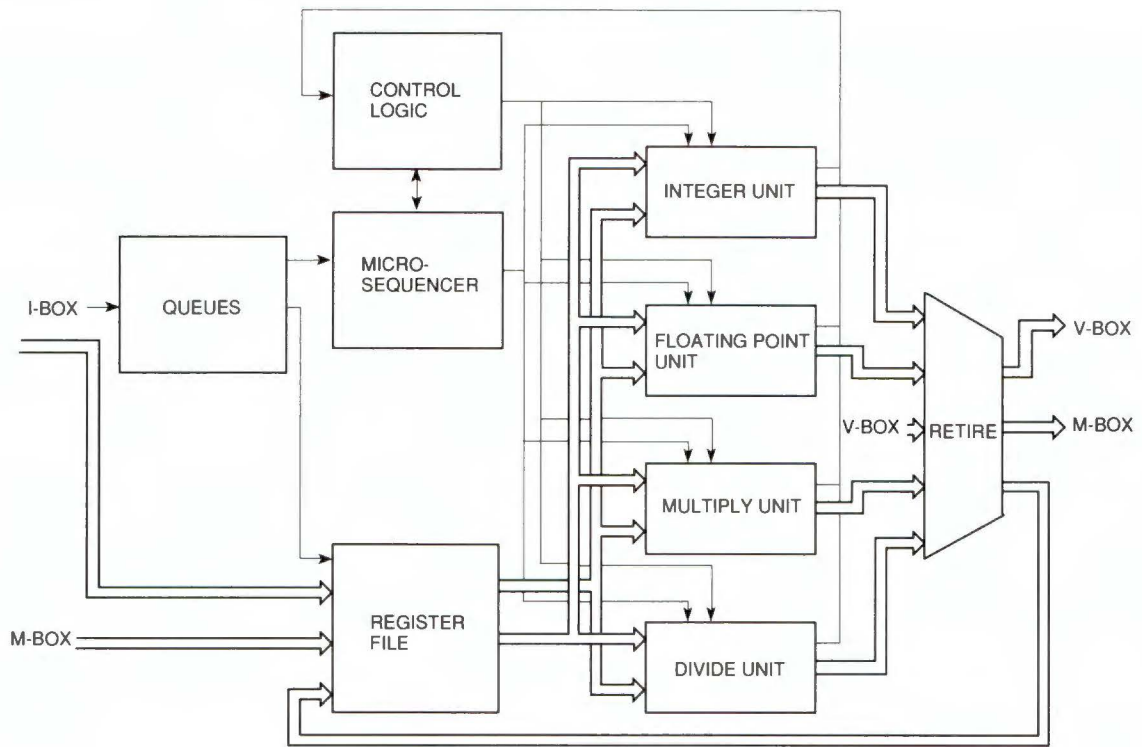 CONTROL
LOGIC
INTEGER UNIT
MICRO-
SEQUENCER
I-BOX
QUEUES
FLOATING POINT
UNIT
V-BOX
V-BOX
RETIRE
M-BOX
MULTIPLY UNIT
REGISTER
FILE
M-BOX
DIVIDE UNIT